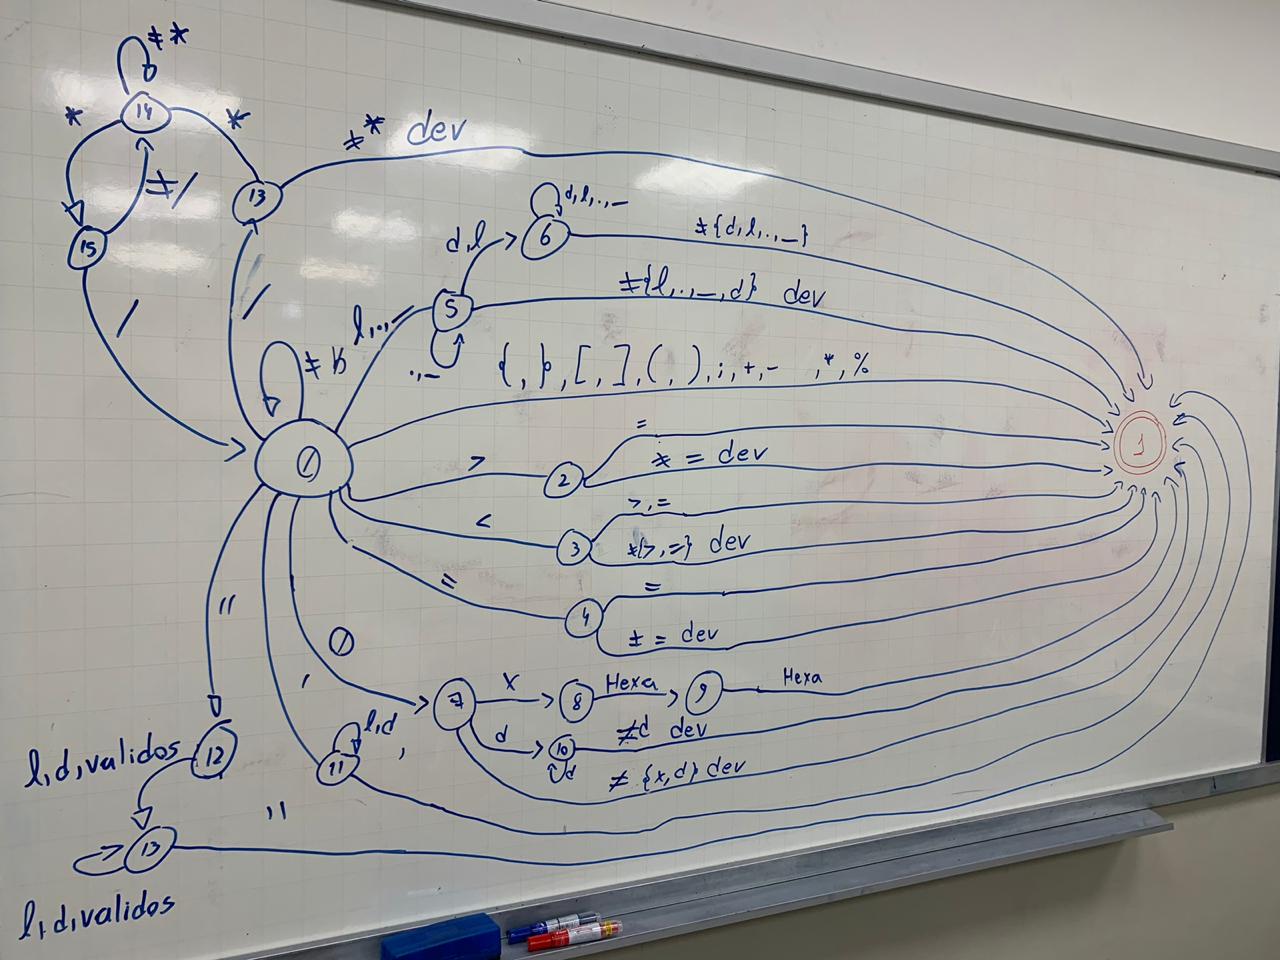 ≠*
14
*
*
≠* dev
≠/
13
15
d,l,.,_
d,l
6
≠{d,l,.,_}
/
/
5
≠{l,.,_,d} dev
l,.,_
≠ b
.,_
{,},[,],(,),;,+,- ,*,%
0
=
1
>
2
≠ = dev
<
>,=
3
≠{>,=} dev
=
4
=
≠ = dev
"
0
'
7
x
8
Hexa
9
Hexa
d
10
≠d dev
d
≠ {x,d} dev
l,d
'
11
l,d,validos
12
"
13
l,d,validos